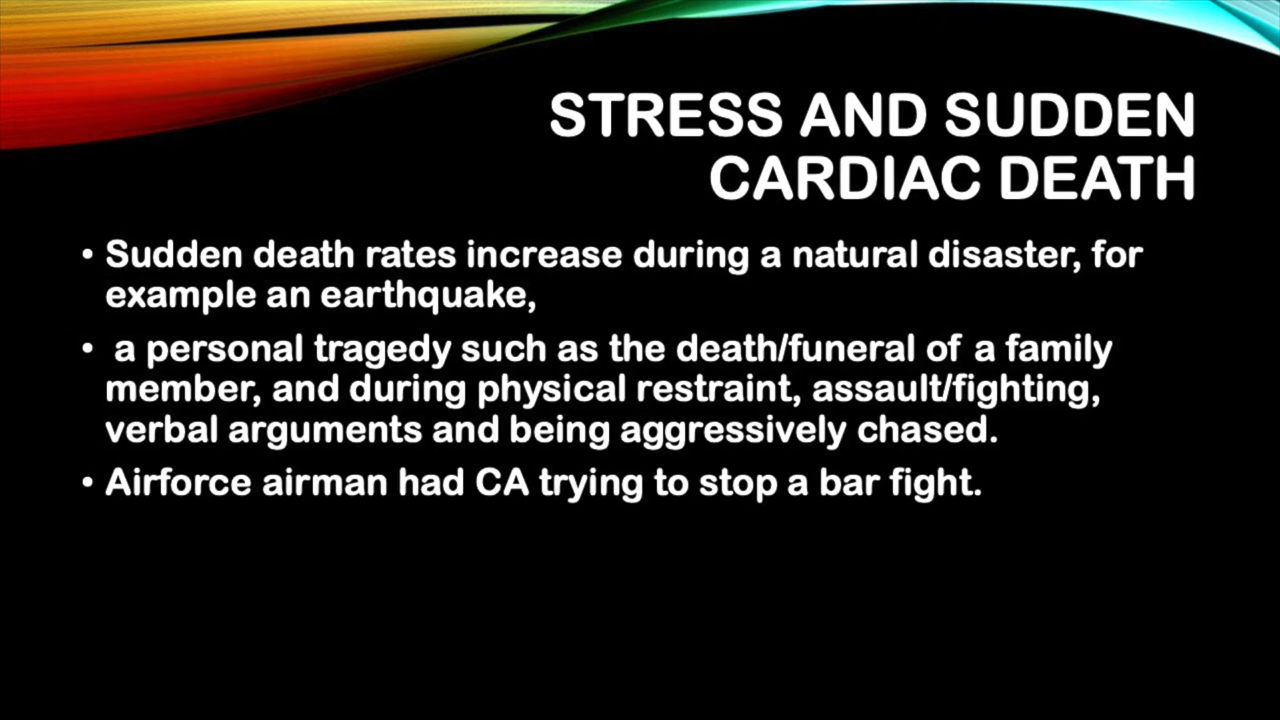 STRESS AND SUDDEN
CARDIAC DEATH
• Sudden death rates increase during a natural disaster, for
example an earthquake,
• a personal tragedy such as the death/funeral of a family
member, and during physical restraint, assault/fighting,
verbal arguments and being aggressively chased.
• Airforce airman had CA trying to stop a bar fight.